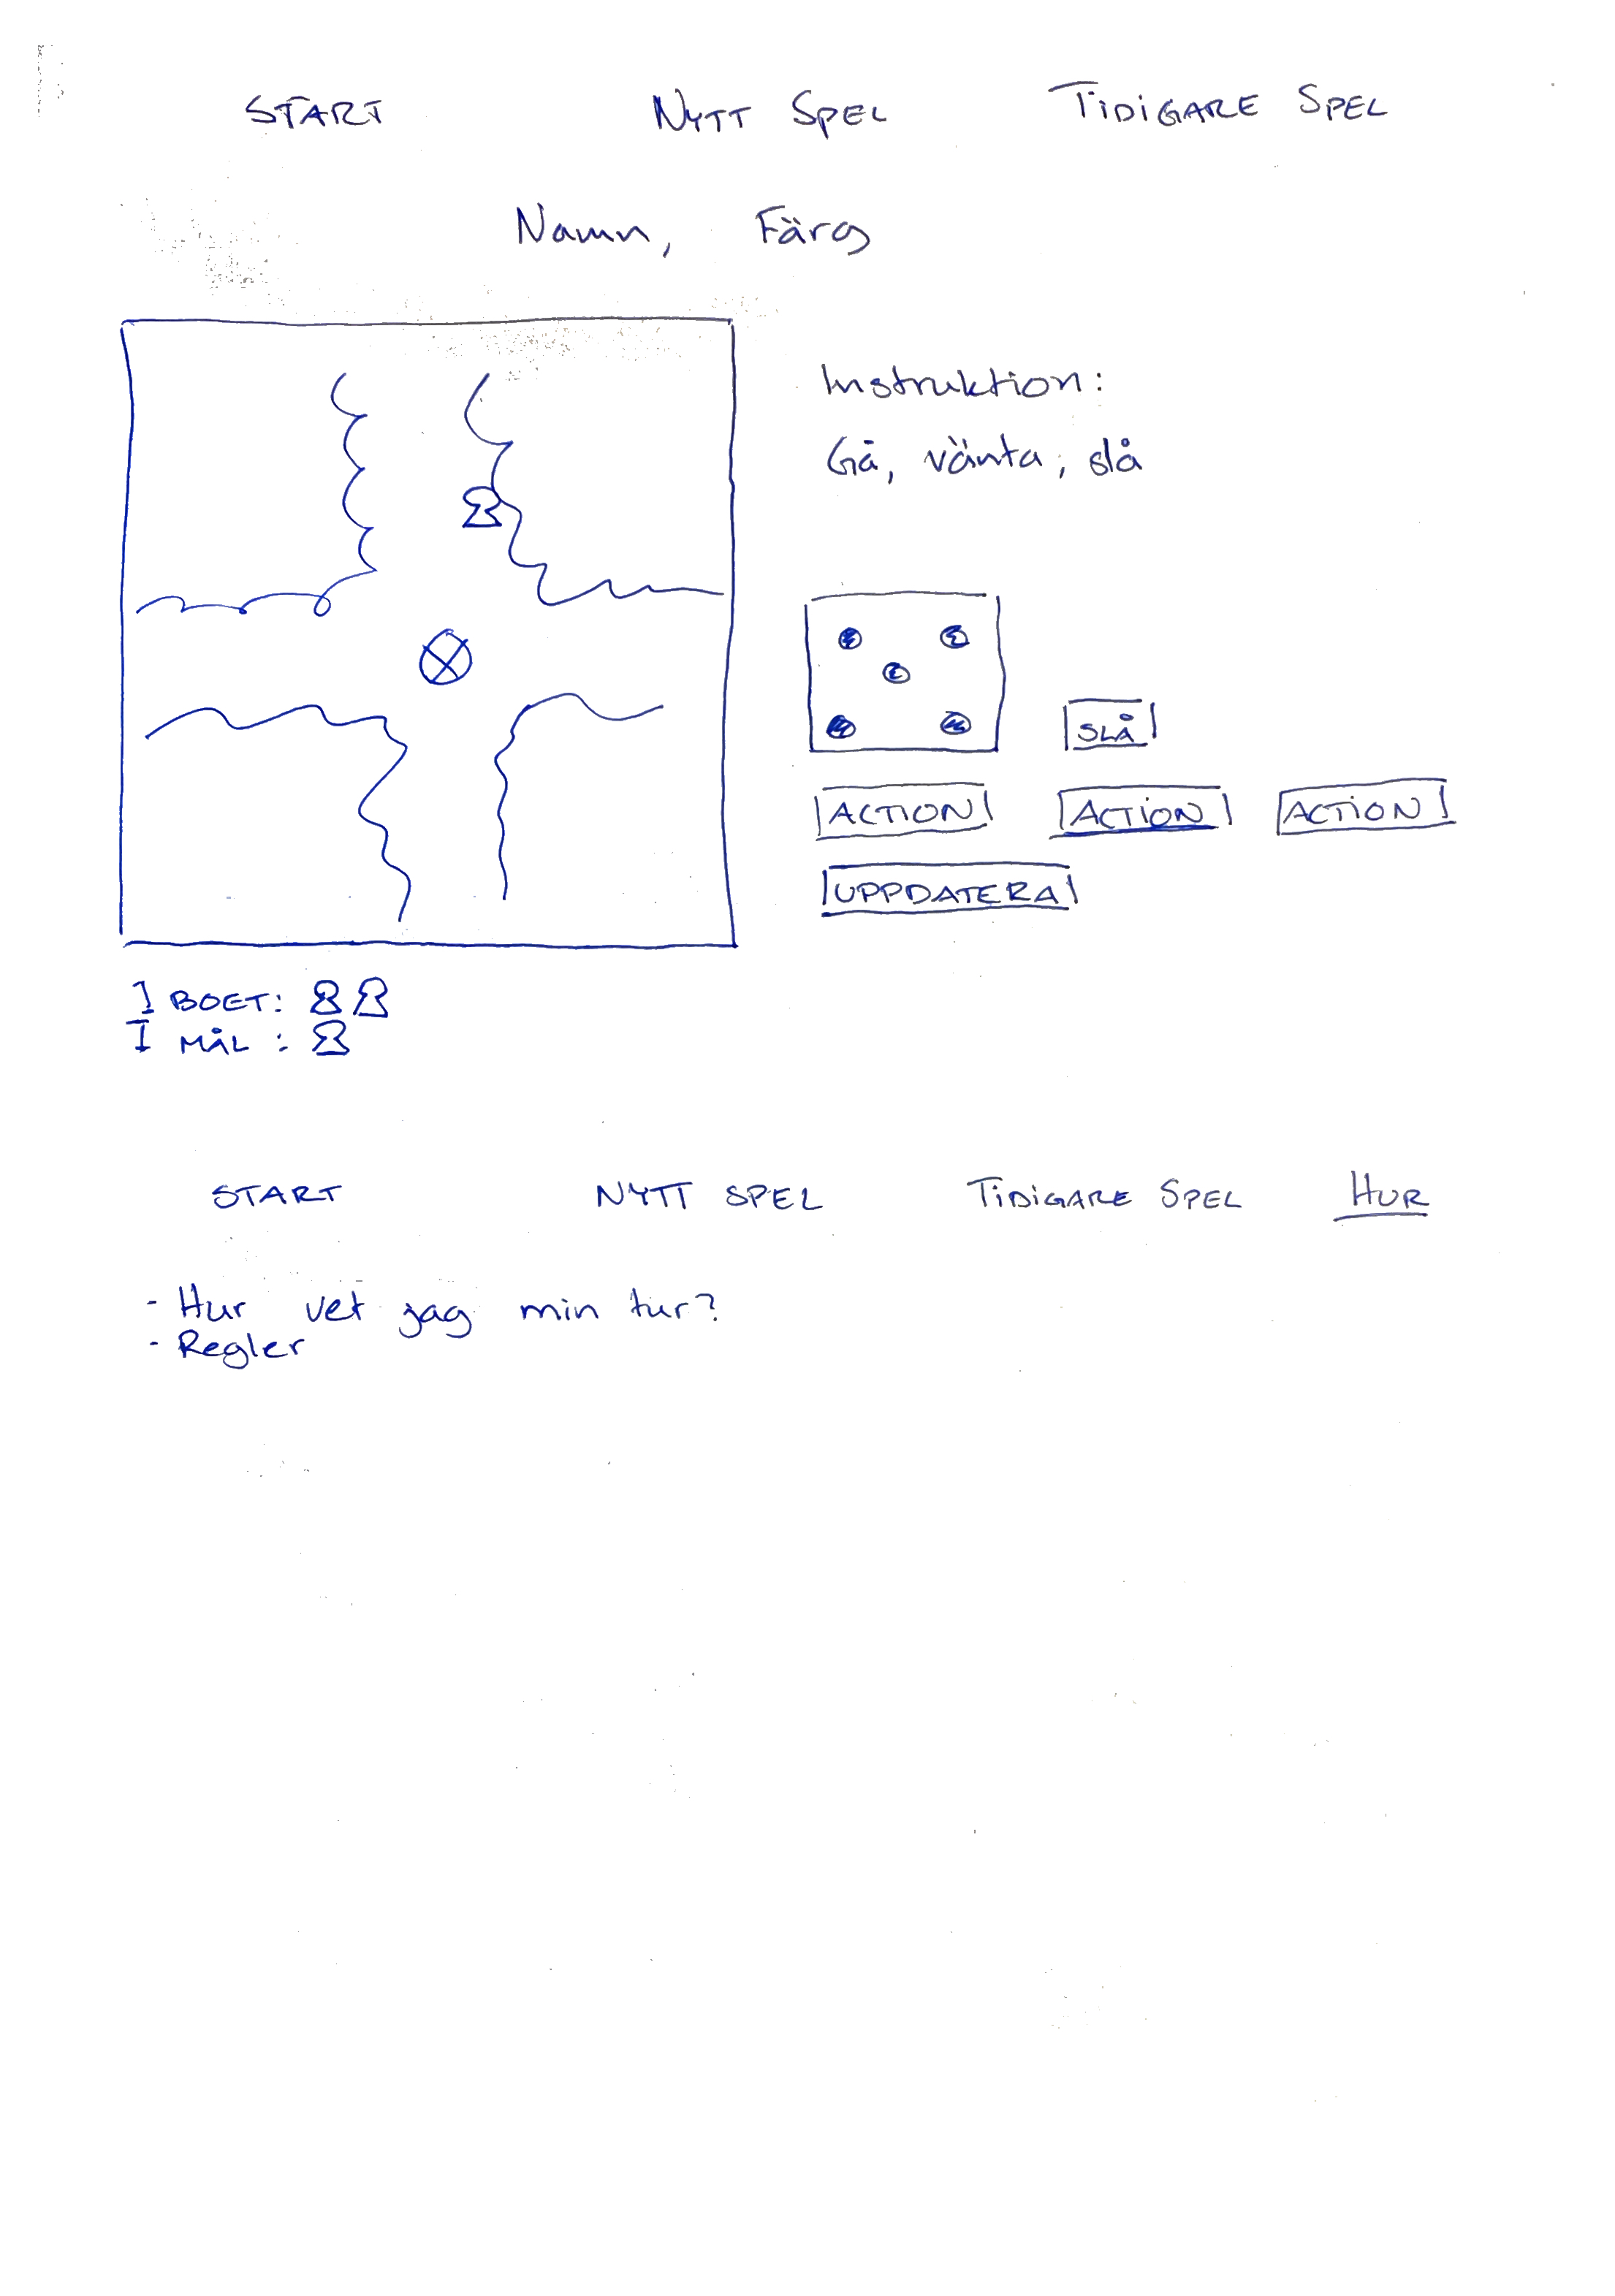 START NYTT SPEL TIDIGARE SPEL
Namn, Färg
Instruktion:
Gå, vänta, slå
SLÅ
ACTION ACTION ACTION
UPPDATERA
I BOET:
I MÅL :
START NYTT SPEL TIDIGARE SPEL HUR
- Hur vet jag min tur?
- Regler